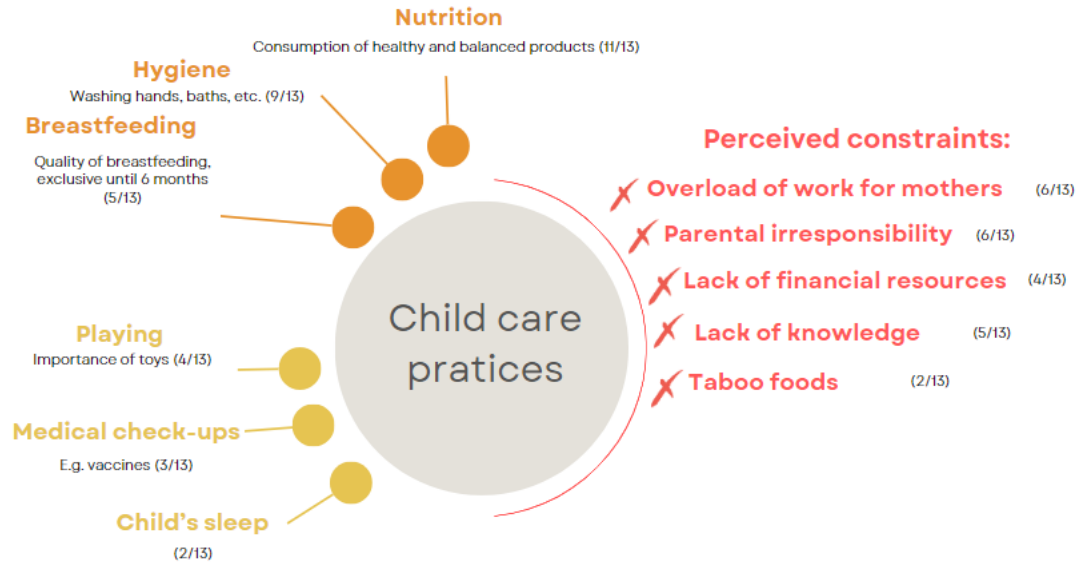 Nutrition
Consumption of healthy and balanced products (11/13)
Hygiene
Washing hands, baths, etc. (9/13)
Breastfeeding
Quality of breastfeeding,
exclusive until 6 months
(5/13)
Playing
Importance of toys (4/13)
Medical check-ups
E.g. vaccines (3/13)
Child's sleep
(2/13)
Child care
pratices
Perceived constraints:
Overload of work for mothers (6/13)
Parental irresponsibility (6/13)
Lack of financial resources (4/13)
Lack of knowledge (5/13)
Taboo foods (2/13)